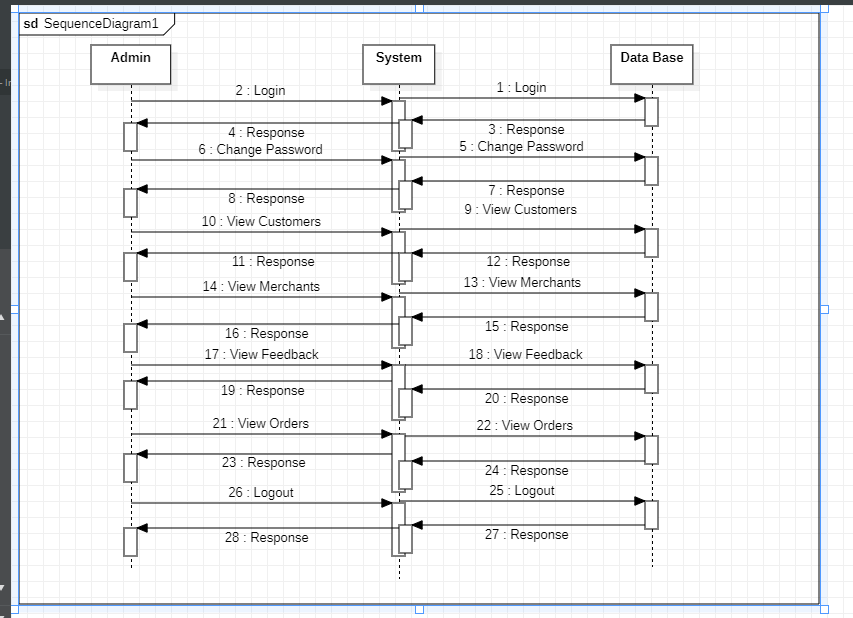 sd SequenceDiagram1
Admin
System
Data Base
2 : Login
1 : Login
4 : Response
3 : Response
6 : Change Password
5 : Change Password
8 : Response
7 : Response
10 : View Customers
9 : View Customers
11 : Response
12 : Response
14 : View Merchants
13 : View Merchants
16 : Response
15 : Response
17 : View Feedback
18 : View Feedback
19 : Response
20 : Response
21 : View Orders
22 : View Orders
23 : Response
24 : Response
26 : Logout
25 : Logout
28 : Response
27 : Response